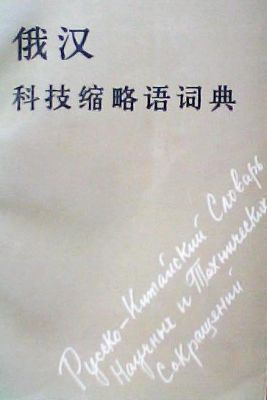 俄汉
科技缩略语词典
Русско-Китайский Словарь
Научных и Технических
Сокращений